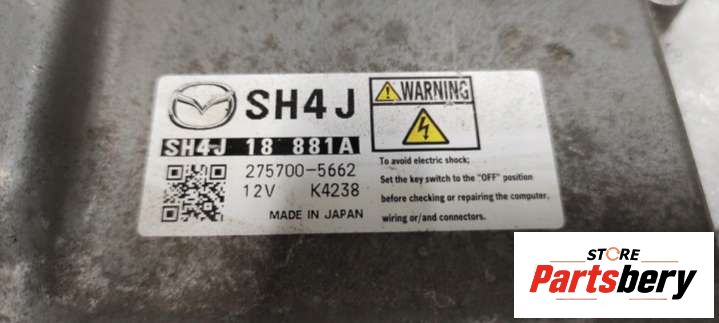 SH4J
SH4J 18 881A
275700-5662
12V K4238
MADE IN JAPAN
WARNING
To avoid electric shock;
Set the key switch to the "OFF" position
before checking or repairing the computer,
wiring or/and connectors.
STORE
Partsbery